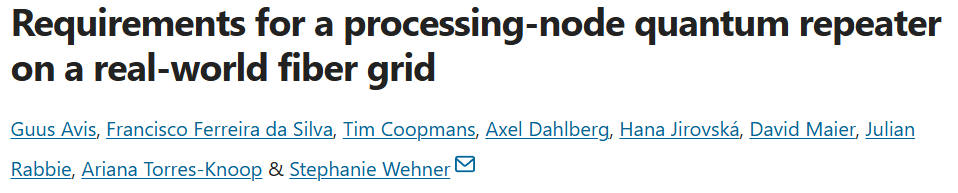 Requirements for a processing-node quantum repeater
on a real-world fiber grid
Guus Avis, Francisco Ferreira da Silva, Tim Coopmans, Axel Dahlberg, Hana Jirovská, David Maier, Julian
Rabbie, Ariana Torres-Knoop & Stephanie Wehner